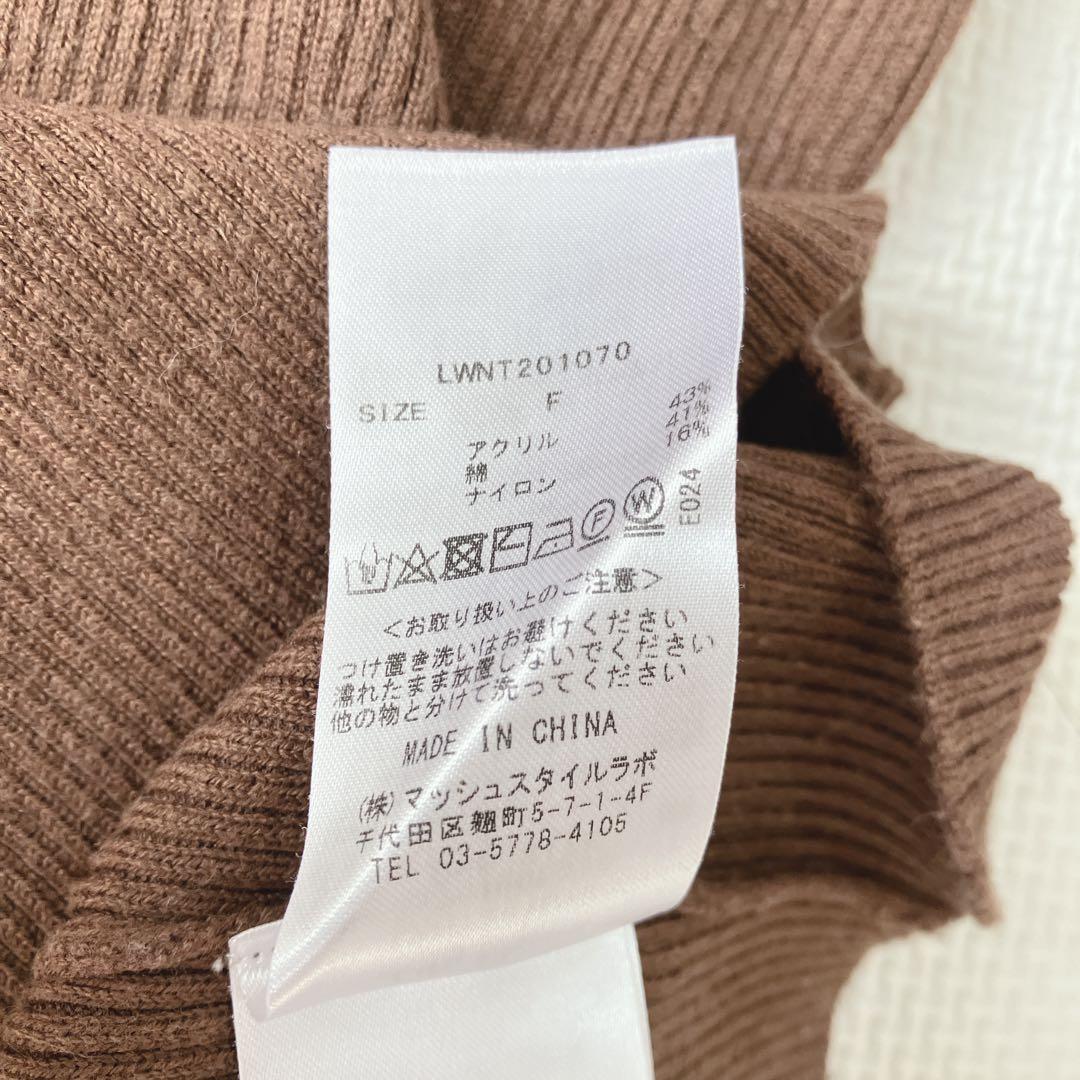 LWNT201070
SIZE F
アクリル 43%
綿 41%
ナイロン 16%
F W
E024
<お取り扱い上のご注意>
つけ置き洗いはお避けください
濡れたまま放置しないでください
他の物と分けて洗ってください
MADE IN CHINA
(株)マッシュスタイルラボ
千代田区麹町5-7-1-4F
TEL 03-5778-4105